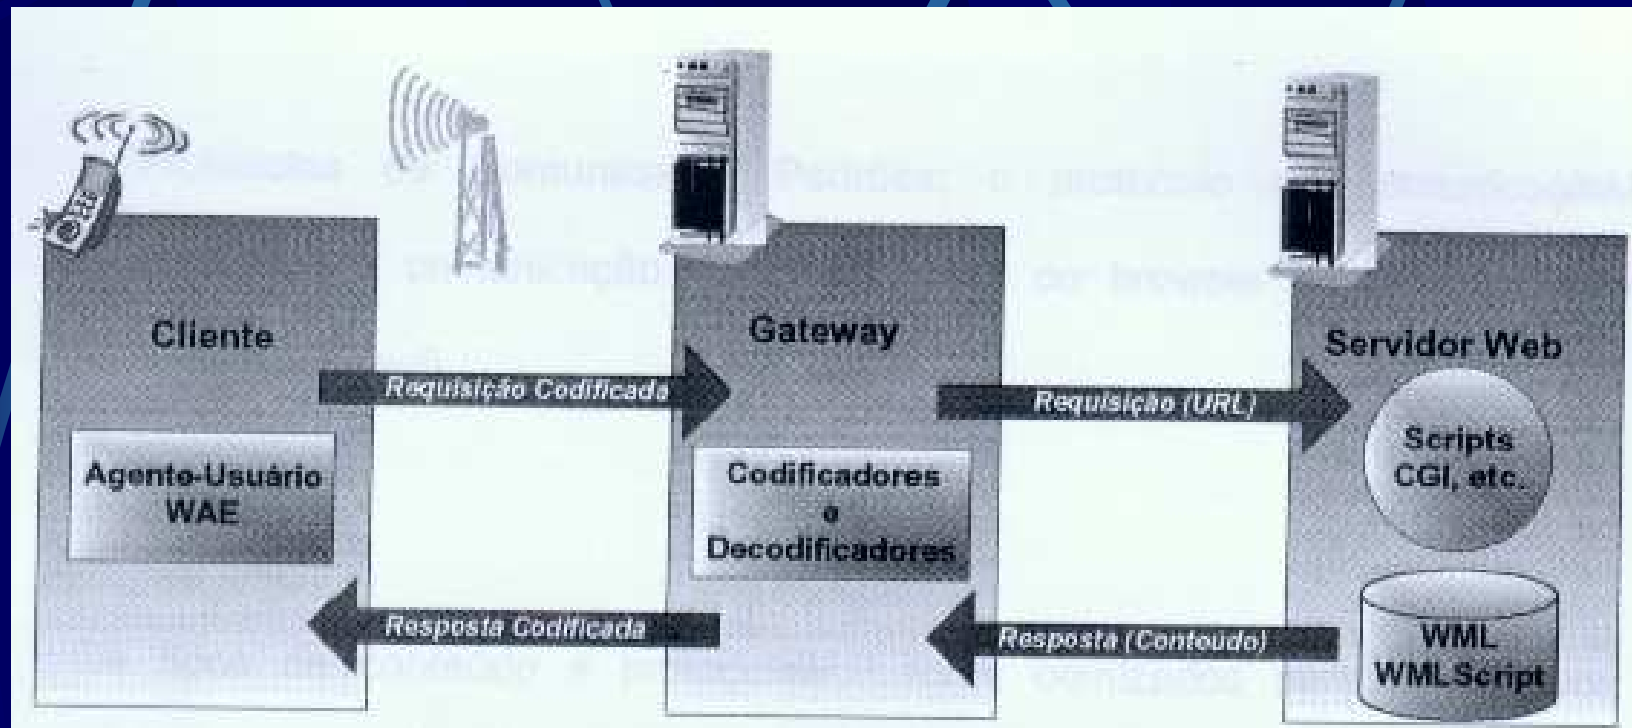 Cliente
Gateway
Servidor Web
Requisição Codificada
Requisição (URL)
Agente-Usuário
WAE
Codificadores
e
Decodificadores
Scripts
CGI, etc.
Resposta Codificada
Resposta (Conteúdo)
WML
WMLScript